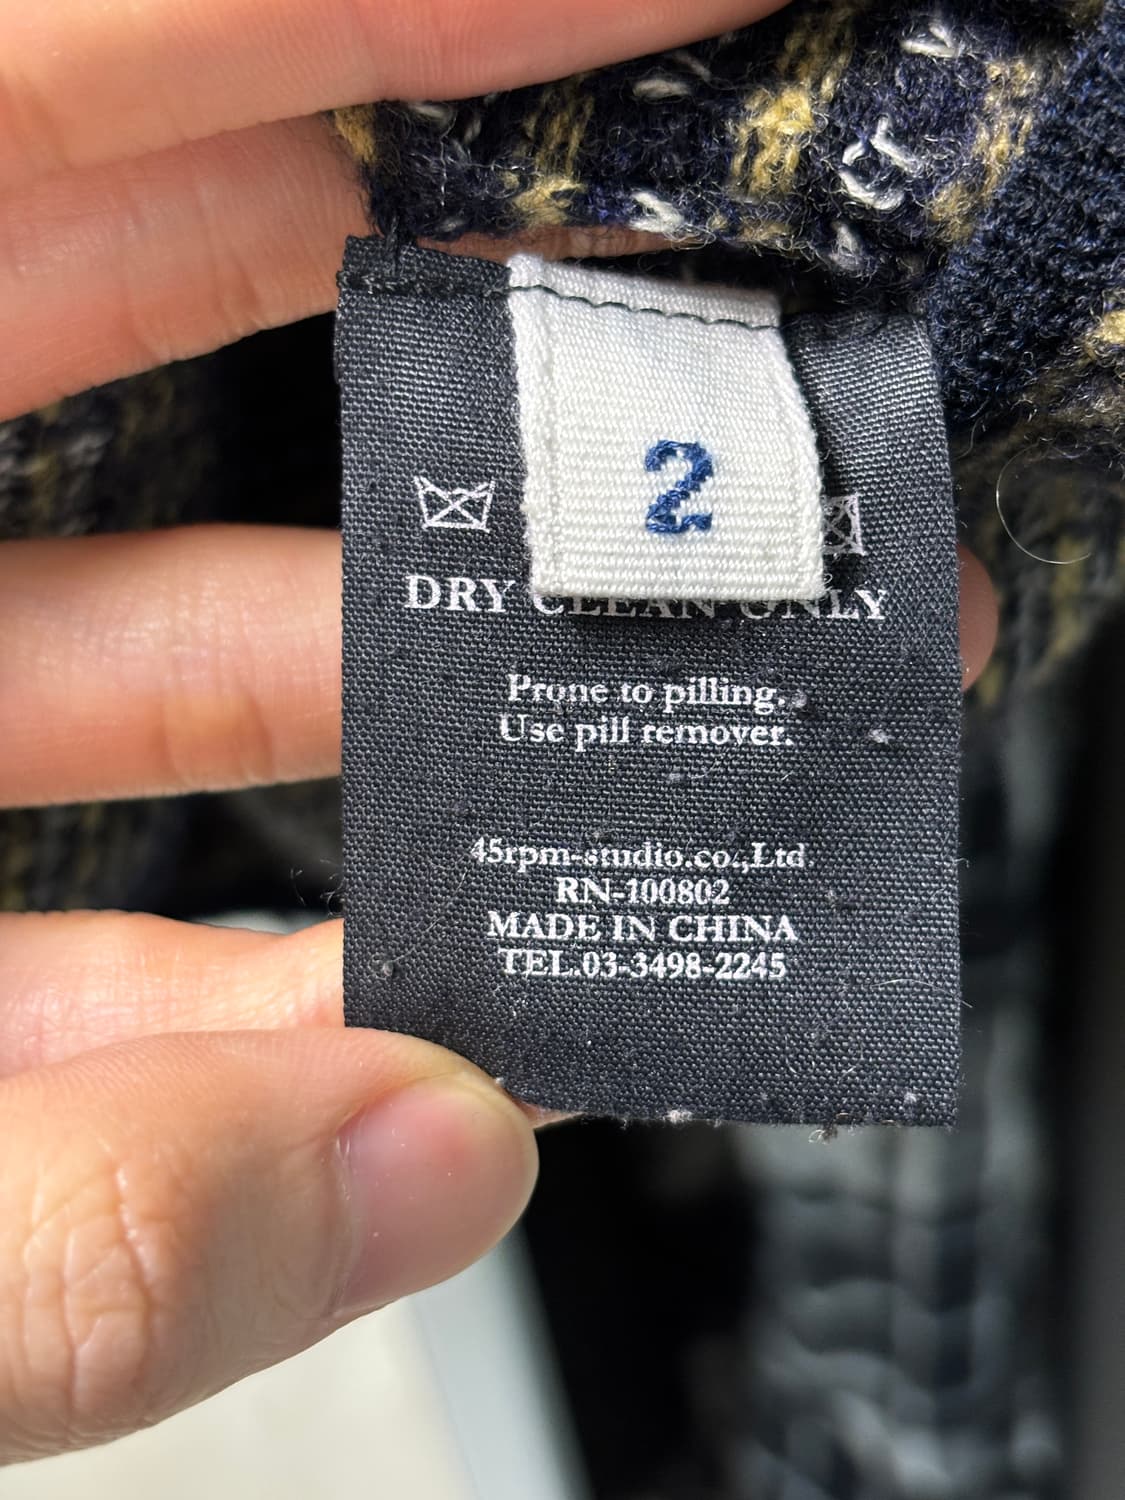 2
DRY CLEAN ONLY
Prone to pilling.
Use pill remover.
45rpm-studio.co.,Ltd.
RN-100802
MADE IN CHINA
TEL.03-3498-2245